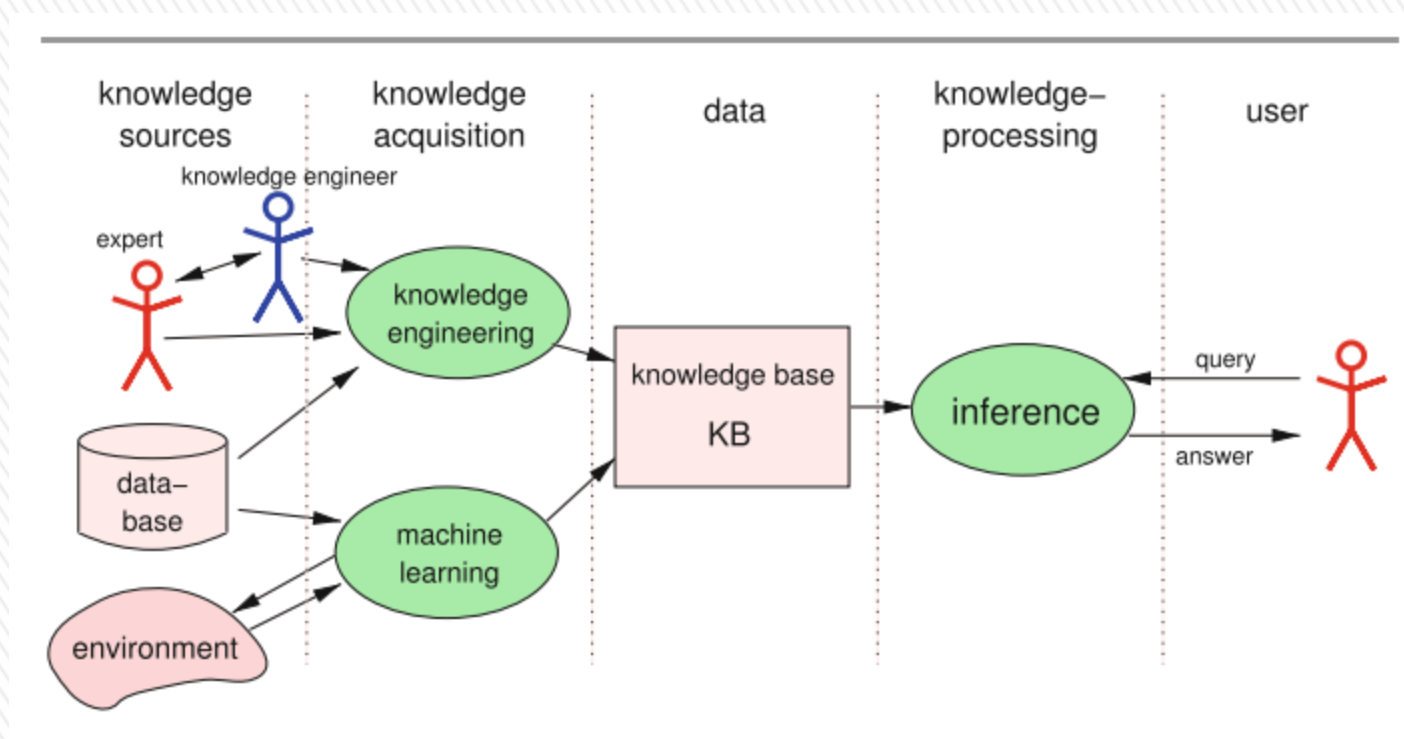 knowledge
sources
knowledge
acquisition
data
knowledge–
processing
user
knowledge engineer
expert
knowledge
engineering
data–
base
machine
learning
environment
knowledge base
KB
inference
query
answer